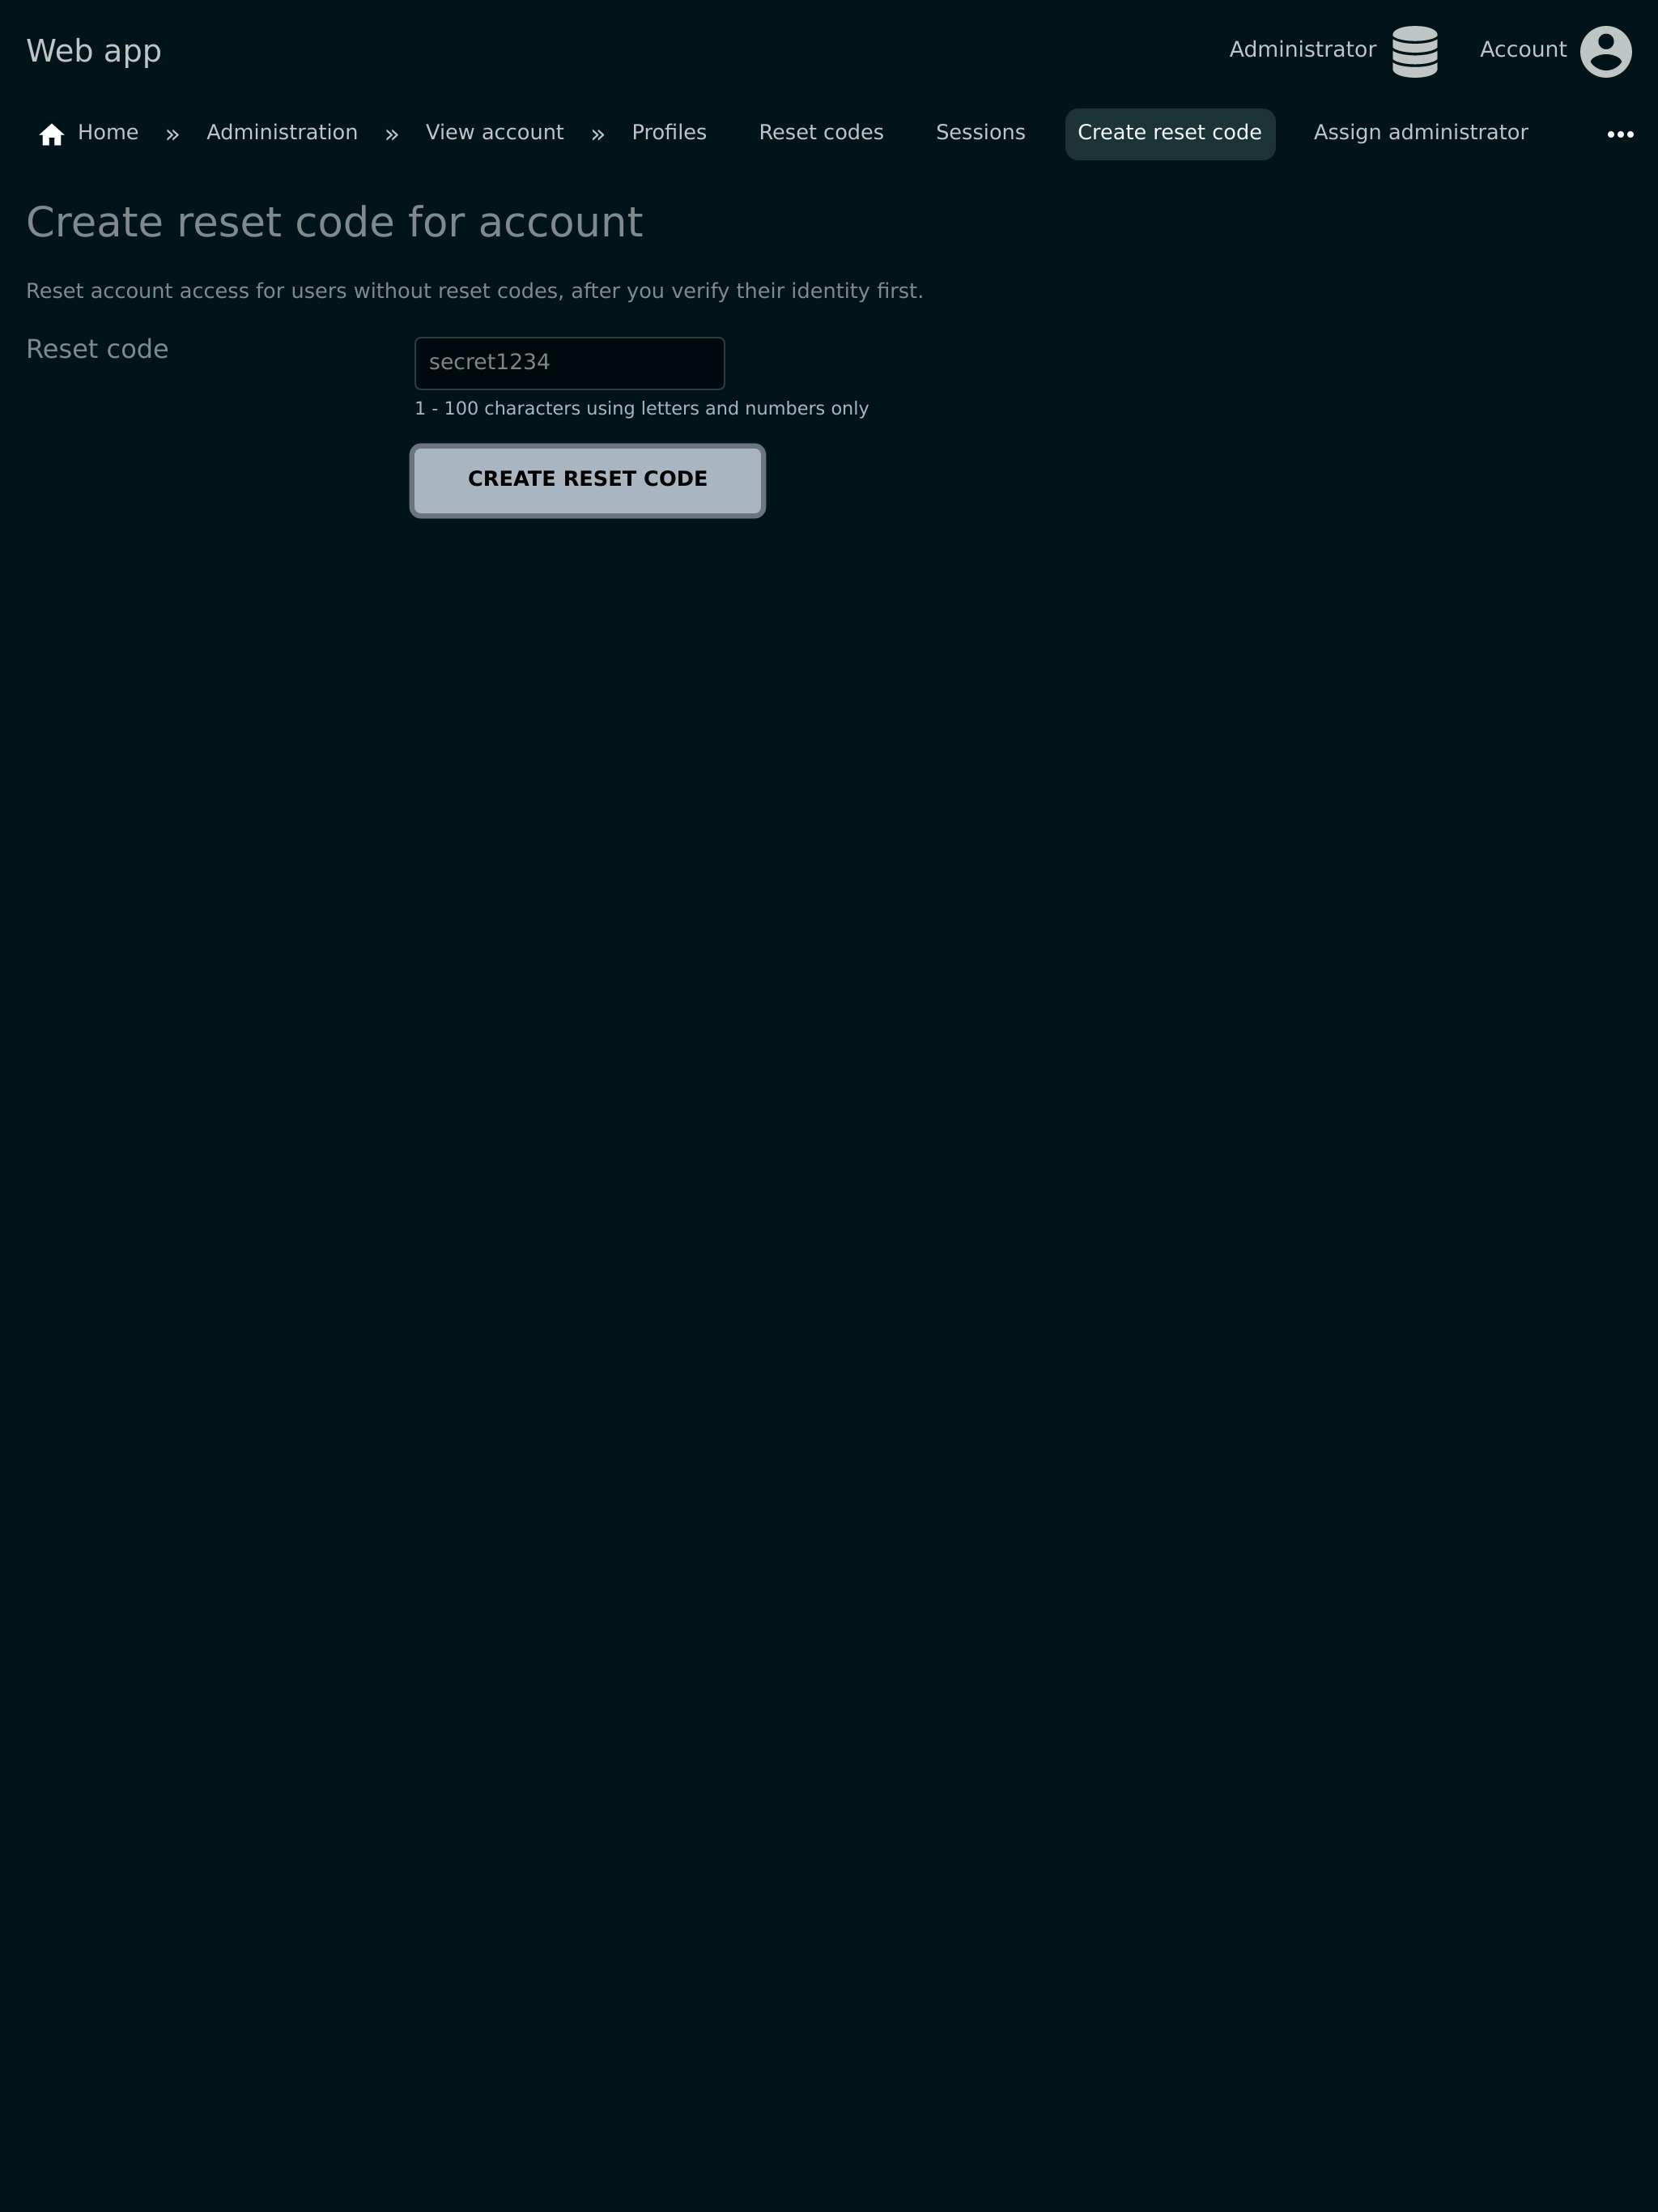 Web app
Administrator
Account
Home » Administration » View account » Profiles Reset codes Sessions Create reset code Assign administrator •••
Create reset code for account
Reset account access for users without reset codes, after you verify their identity first.
Reset code
secret1234
1 - 100 characters using letters and numbers only
CREATE RESET CODE